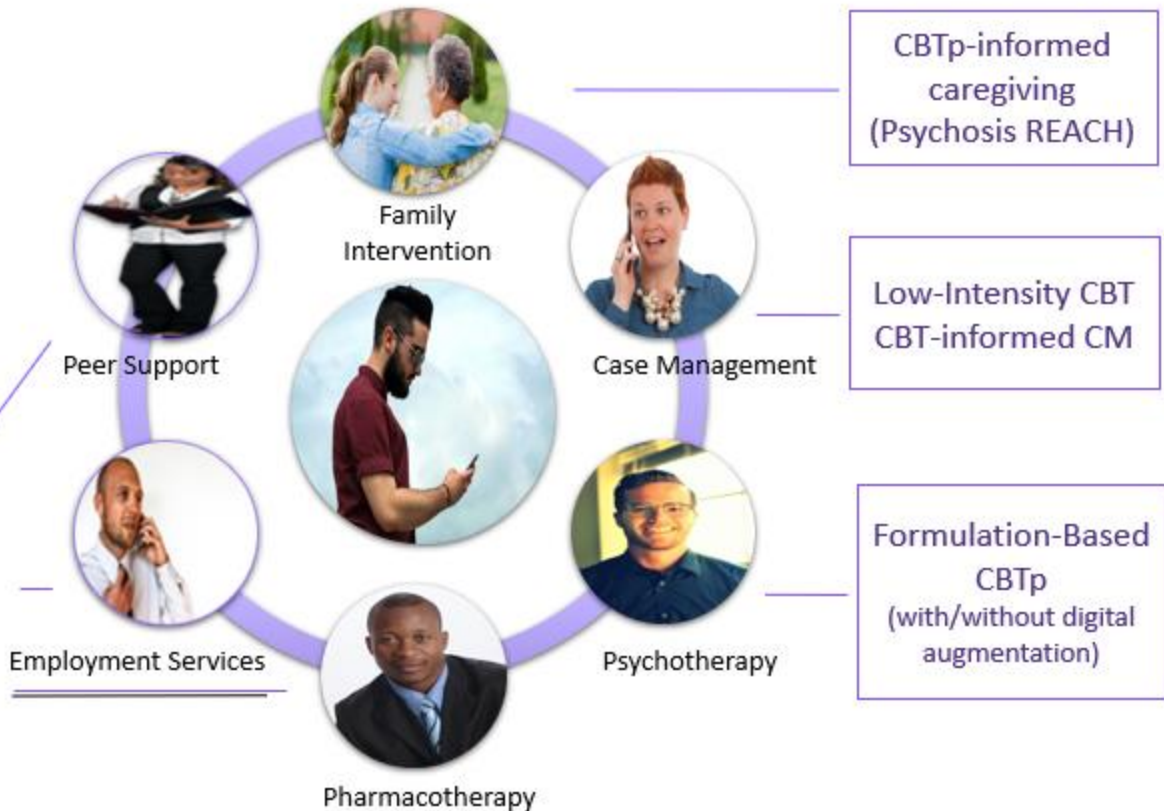 CBTp-informed
caregiving
(Psychosis REACH)
Family
Intervention
Low-Intensity CBT
CBT-informed CM
Peer Support
Case Management
Formulation-Based
CBTp
(with/without digital
augmentation)
Employment Services
Psychotherapy
Pharmacotherapy